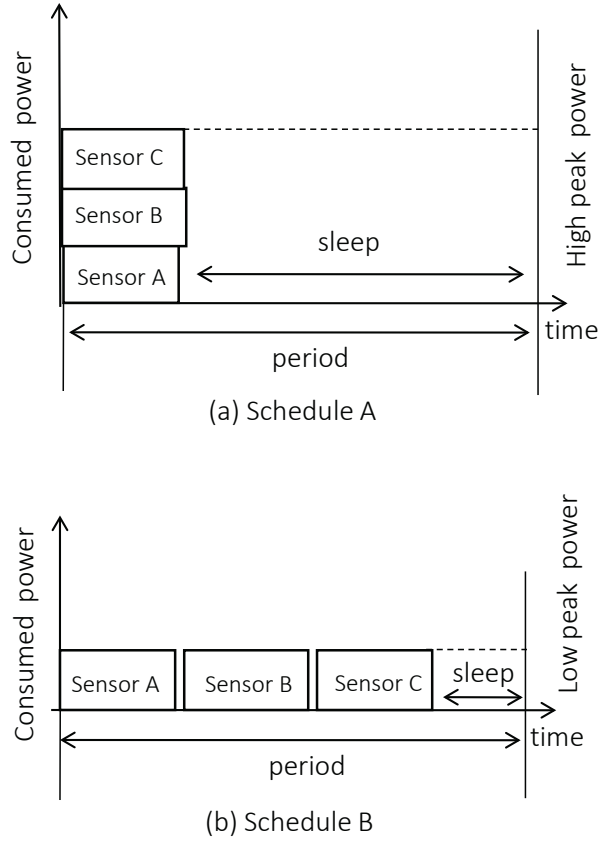 Consumed power
High peak power
Sensor C
Sensor B
sleep
Sensor A
time
period
(a) Schedule A
Consumed power
Low peak power
Sensor A
Sensor B
Sensor C
sleep
time
period
(b) Schedule B